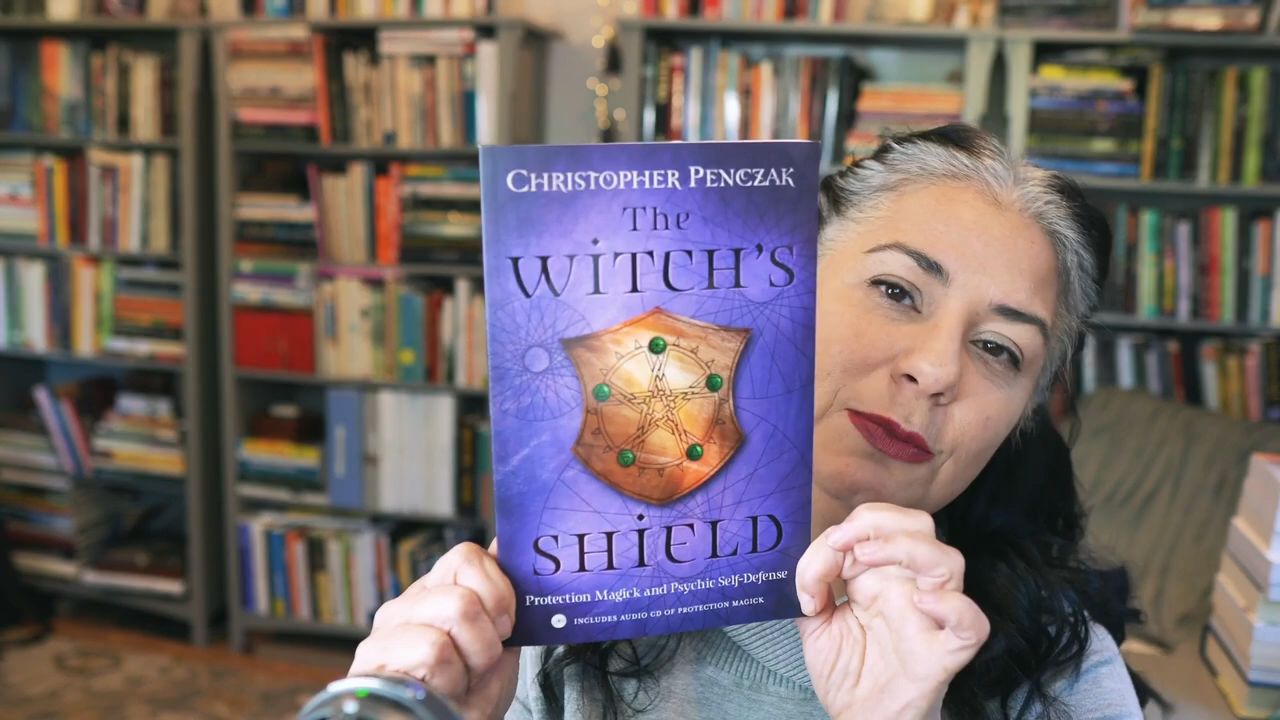 CHRISTOPHER PENCZAK
The
WITCH'S
SHIELD
Protection Magick and Psychic Self-Defense
INCLUDES AUDIO CD OF PROTECTION MAGICK